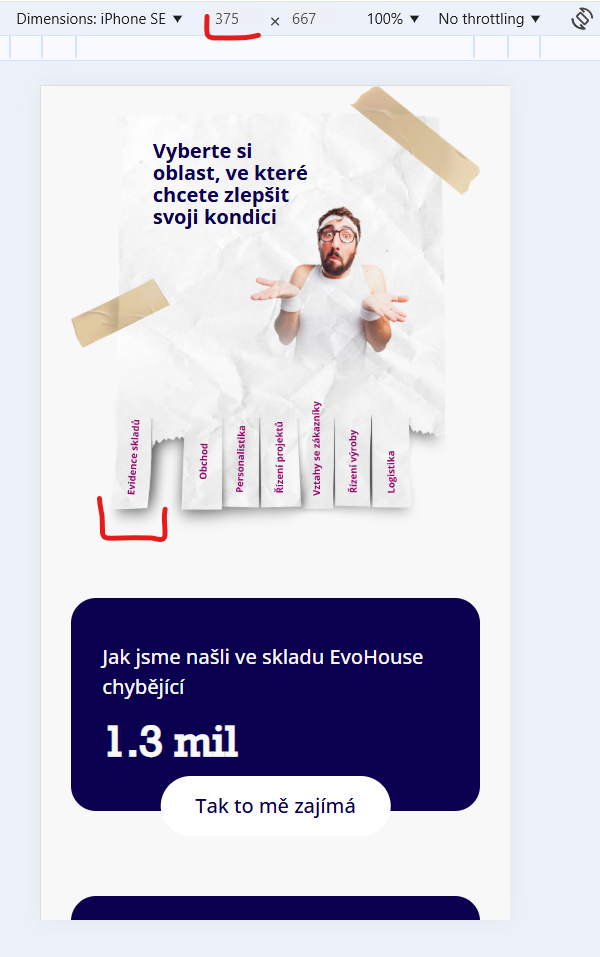 Dimensions: iPhone SE ▼ 375 × 667 100% ▼ No throttling ▼
Vyberte si
oblast, ve které
chcete zlepšit
svoji kondici
Evidence skladů
Obchod
Personalistika
Řízení projektů
Vztahy se zákazníky
Řízení výroby
Logistika
Jak jsme našli ve skladu EvoHouse
chybějící
1.3 mil
Tak to mě zajímá